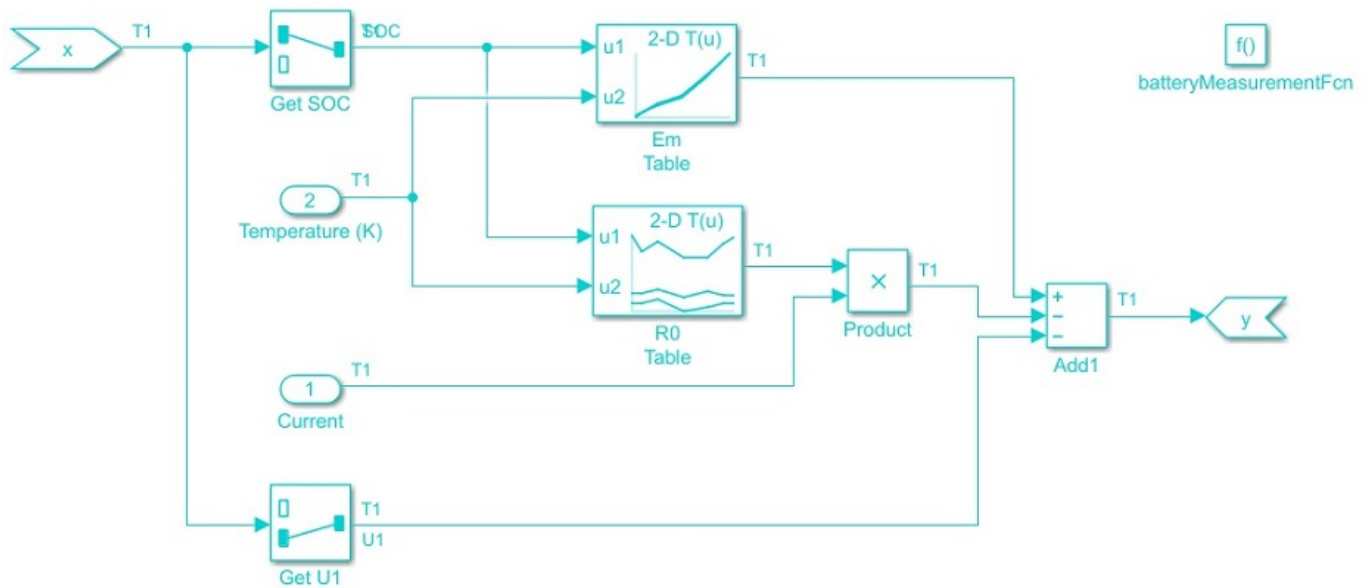 x
T1
T1
SOC
Get SOC
u1
u2
2-D T(u)
Em
Table
T1
f()
batteryMeasurementFcn
2
T1
Temperature (K)
u1
u2
2-D T(u)
R0
Table
T1
×
Product
T1
+
−
−
Add1
T1
y
1
T1
Current
T1
U1
Get U1